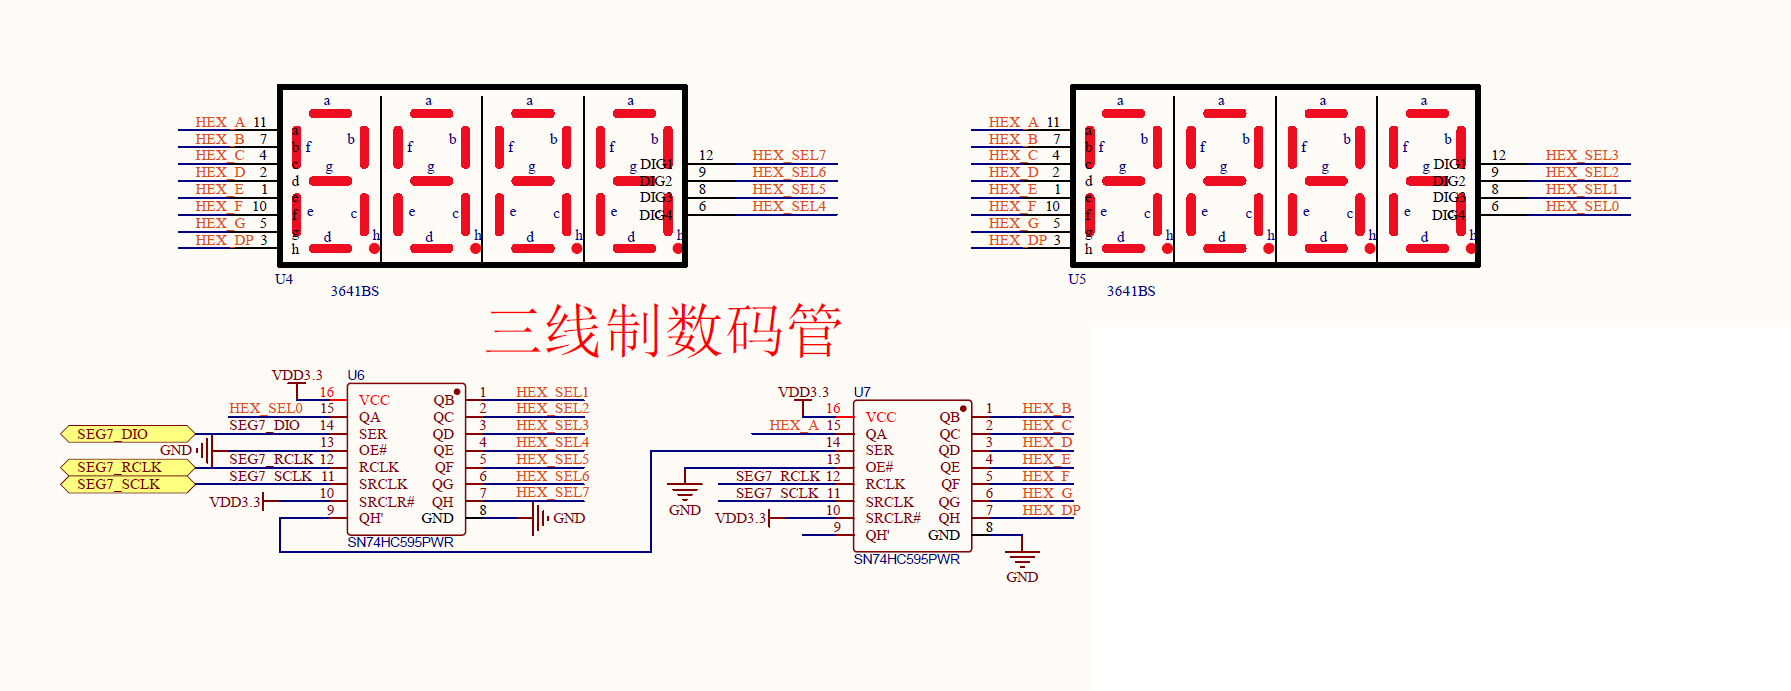 a a a a
HEX_A 11 a
HEX_B 7 b f b f f f b
HEX_C 4 c g g g g DIG1 12 HEX_SEL7
HEX_D 2 d DIG2 9 HEX_SEL6
HEX_E 1 e DIG3 8 HEX_SEL5
HEX_F 10 f e c e c e c e c DIG4 6 HEX_SEL4
HEX_G 5 g
HEX_DP 3 h d h d h d h d h
U4
3641BS
a a a a
HEX_A 11 a
HEX_B 7 b f b f b f b f b
HEX_C 4 c g g g g DIG1 12 HEX_SEL3
HEX_D 2 d DIG2 9 HEX_SEL2
HEX_E 1 e DIG3 8 HEX_SEL1
HEX_F 10 f e c e c e c e c DIG4 6 HEX_SEL0
HEX_G 5 g
HEX_DP 3 h d h d h d h d h
U5
3641BS
三线制数码管
VDD3.3 U6
16 VCC QB 1 HEX_SEL1
HEX_SEL0 15 QA QC 2 HEX_SEL2
SEG7_DIO SEG7_DIO 14 SER QD 3 HEX_SEL3
GND 13 OE# QE 4 HEX_SEL4
SEG7_RCLK SEG7_RCLK 12 RCLK QF 5 HEX_SEL5
SEG7_SCLK SEG7_SCLK 11 SRCLK QG 6 HEX_SEL6
VDD3.3 10 SRCLR# QH 7 HEX_SEL7
9 QH' GND 8 GND
SN74HC595PWR
VDD3.3 U7
16 VCC QB 1 HEX_B
HEX_A 15 QA QC 2 HEX_C
14 SER QD 3 HEX_D
13 OE# QE 4 HEX_E
SEG7_RCLK 12 RCLK QF 5 HEX_F
SEG7_SCLK 11 SRCLK QG 6 HEX_G
GND
VDD3.3 10 SRCLR# QH 7 HEX_DP
9 QH' GND 8
SN74HC595PWR
GND